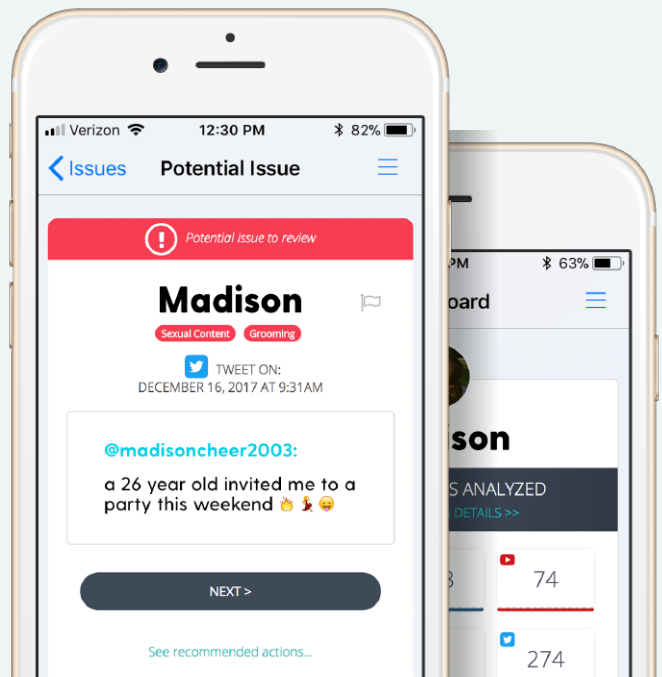 Verizon 12:30 PM 82%
Issues Potential Issue
Potential issue to review
Madison
Sexual Content Grooming
TWEET ON:
DECEMBER 16, 2017 AT 9:31AM
@madisoncheer2003:
a 26 year old invited me to a
party this weekend 🔥💃😀
NEXT >
See recommended actions...
PM 63%
oard
son
S ANALYZED
DETAILS >>
74
274